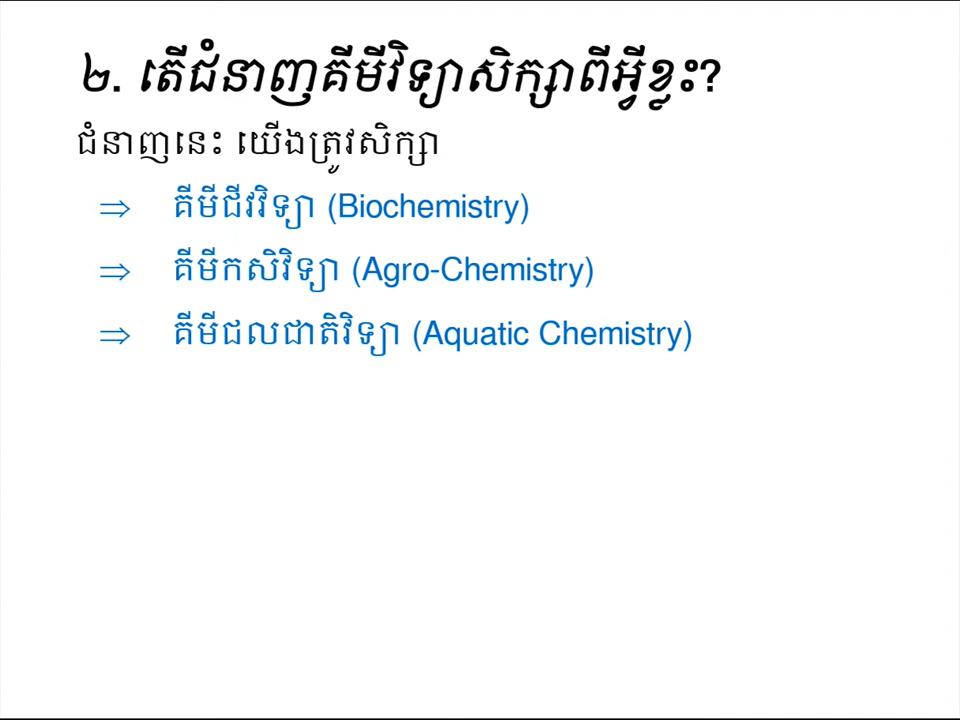 ២. តើជំនាញគីមីវិទ្យាសិក្សាពីអ្វីខ្លះ?
ជំនាញនេះ យើងត្រូវសិក្សា
⇒ គីមីជីវវិទ្យា (Biochemistry)
⇒ គីមីកសិវិទ្យា (Agro-Chemistry)
⇒ គីមីជលជាតិវិទ្យា (Aquatic Chemistry)